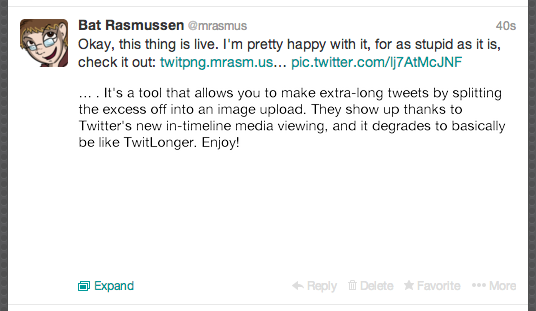 Bat Rasmussen @mrasmus 40s
Okay, this thing is live. I'm pretty happy with it, for as stupid as it is,
check it out: twitpng.mrasm.us… pic.twitter.com/lj7AtMcJNF
... . It's a tool that allows you to make extra-long tweets by splitting
the excess off into an image upload. They show up thanks to
Twitter's new in-timeline media viewing, and it degrades to basically
be like TwitLonger. Enjoy!
Expand Reply Delete Favorite More